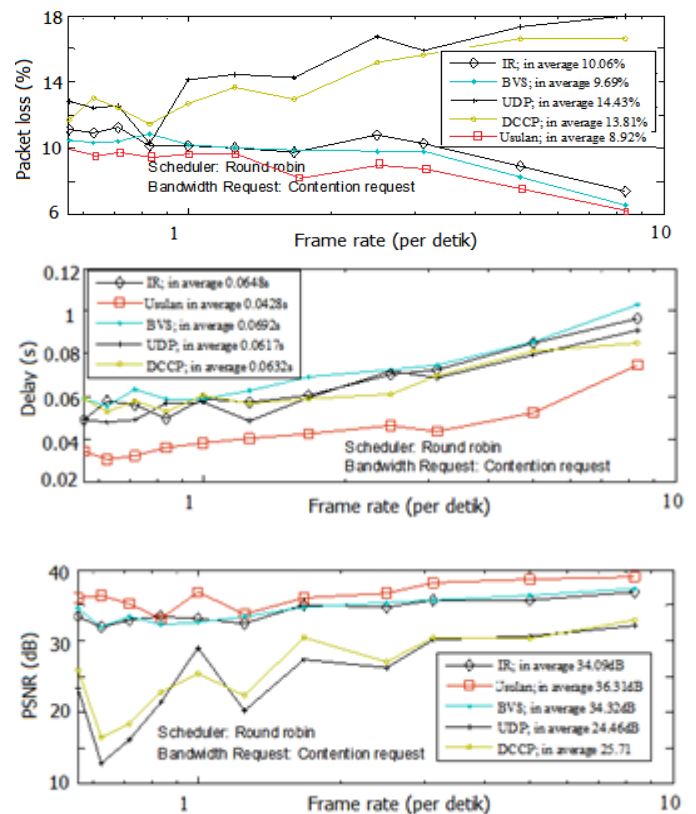 18
14
10
6
Packet loss (%)
IR; in average 10.06%
BVS; in average 9.69%
UDP; in average 14.43%
DCCP; in average 13.81%
Usulan; in average 8.92%
Scheduler: Round robin
Bandwidth Request: Contention request
1
10
Frame rate (per detik)
0.12
1
0.08
0.06
0.04
0.02
Delay (s)
IR; in average 0.0648s
Usulan in average 0.0428s
BVS; in average 0.0692s
UDP; in average 0.0617s
DCCP; in average 0.0632s
Scheduler: Round robin
Bandwidth Request: Contention request
1
10
Frame rate (per detik)
40
30
20
10
PSNR (dB)
IR; in average 34.09dB
Usulan; in average 36.31dB
BVS; in average 34.32dB
UDP; in average 24.46dB
DCCP; in average 25.71
Scheduler: Round robin
Bandwidth Request: Contention request
1
10
Frame rate (per detik)